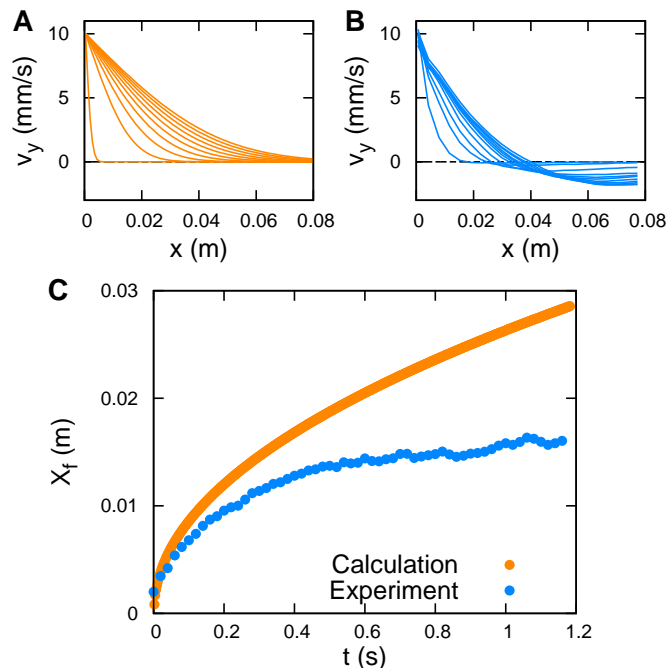 A
B
10
5
0
v_y (mm/s)
0 0.02 0.04 0.06 0.08
x (m)
10
5
0
v_y (mm/s)
0 0.02 0.04 0.06 0.08
x (m)
C
0.03
0.02
0.01
0
X_f (m)
Calculation
Experiment
0 0.2 0.4 0.6 0.8 1 1.2
t (s)